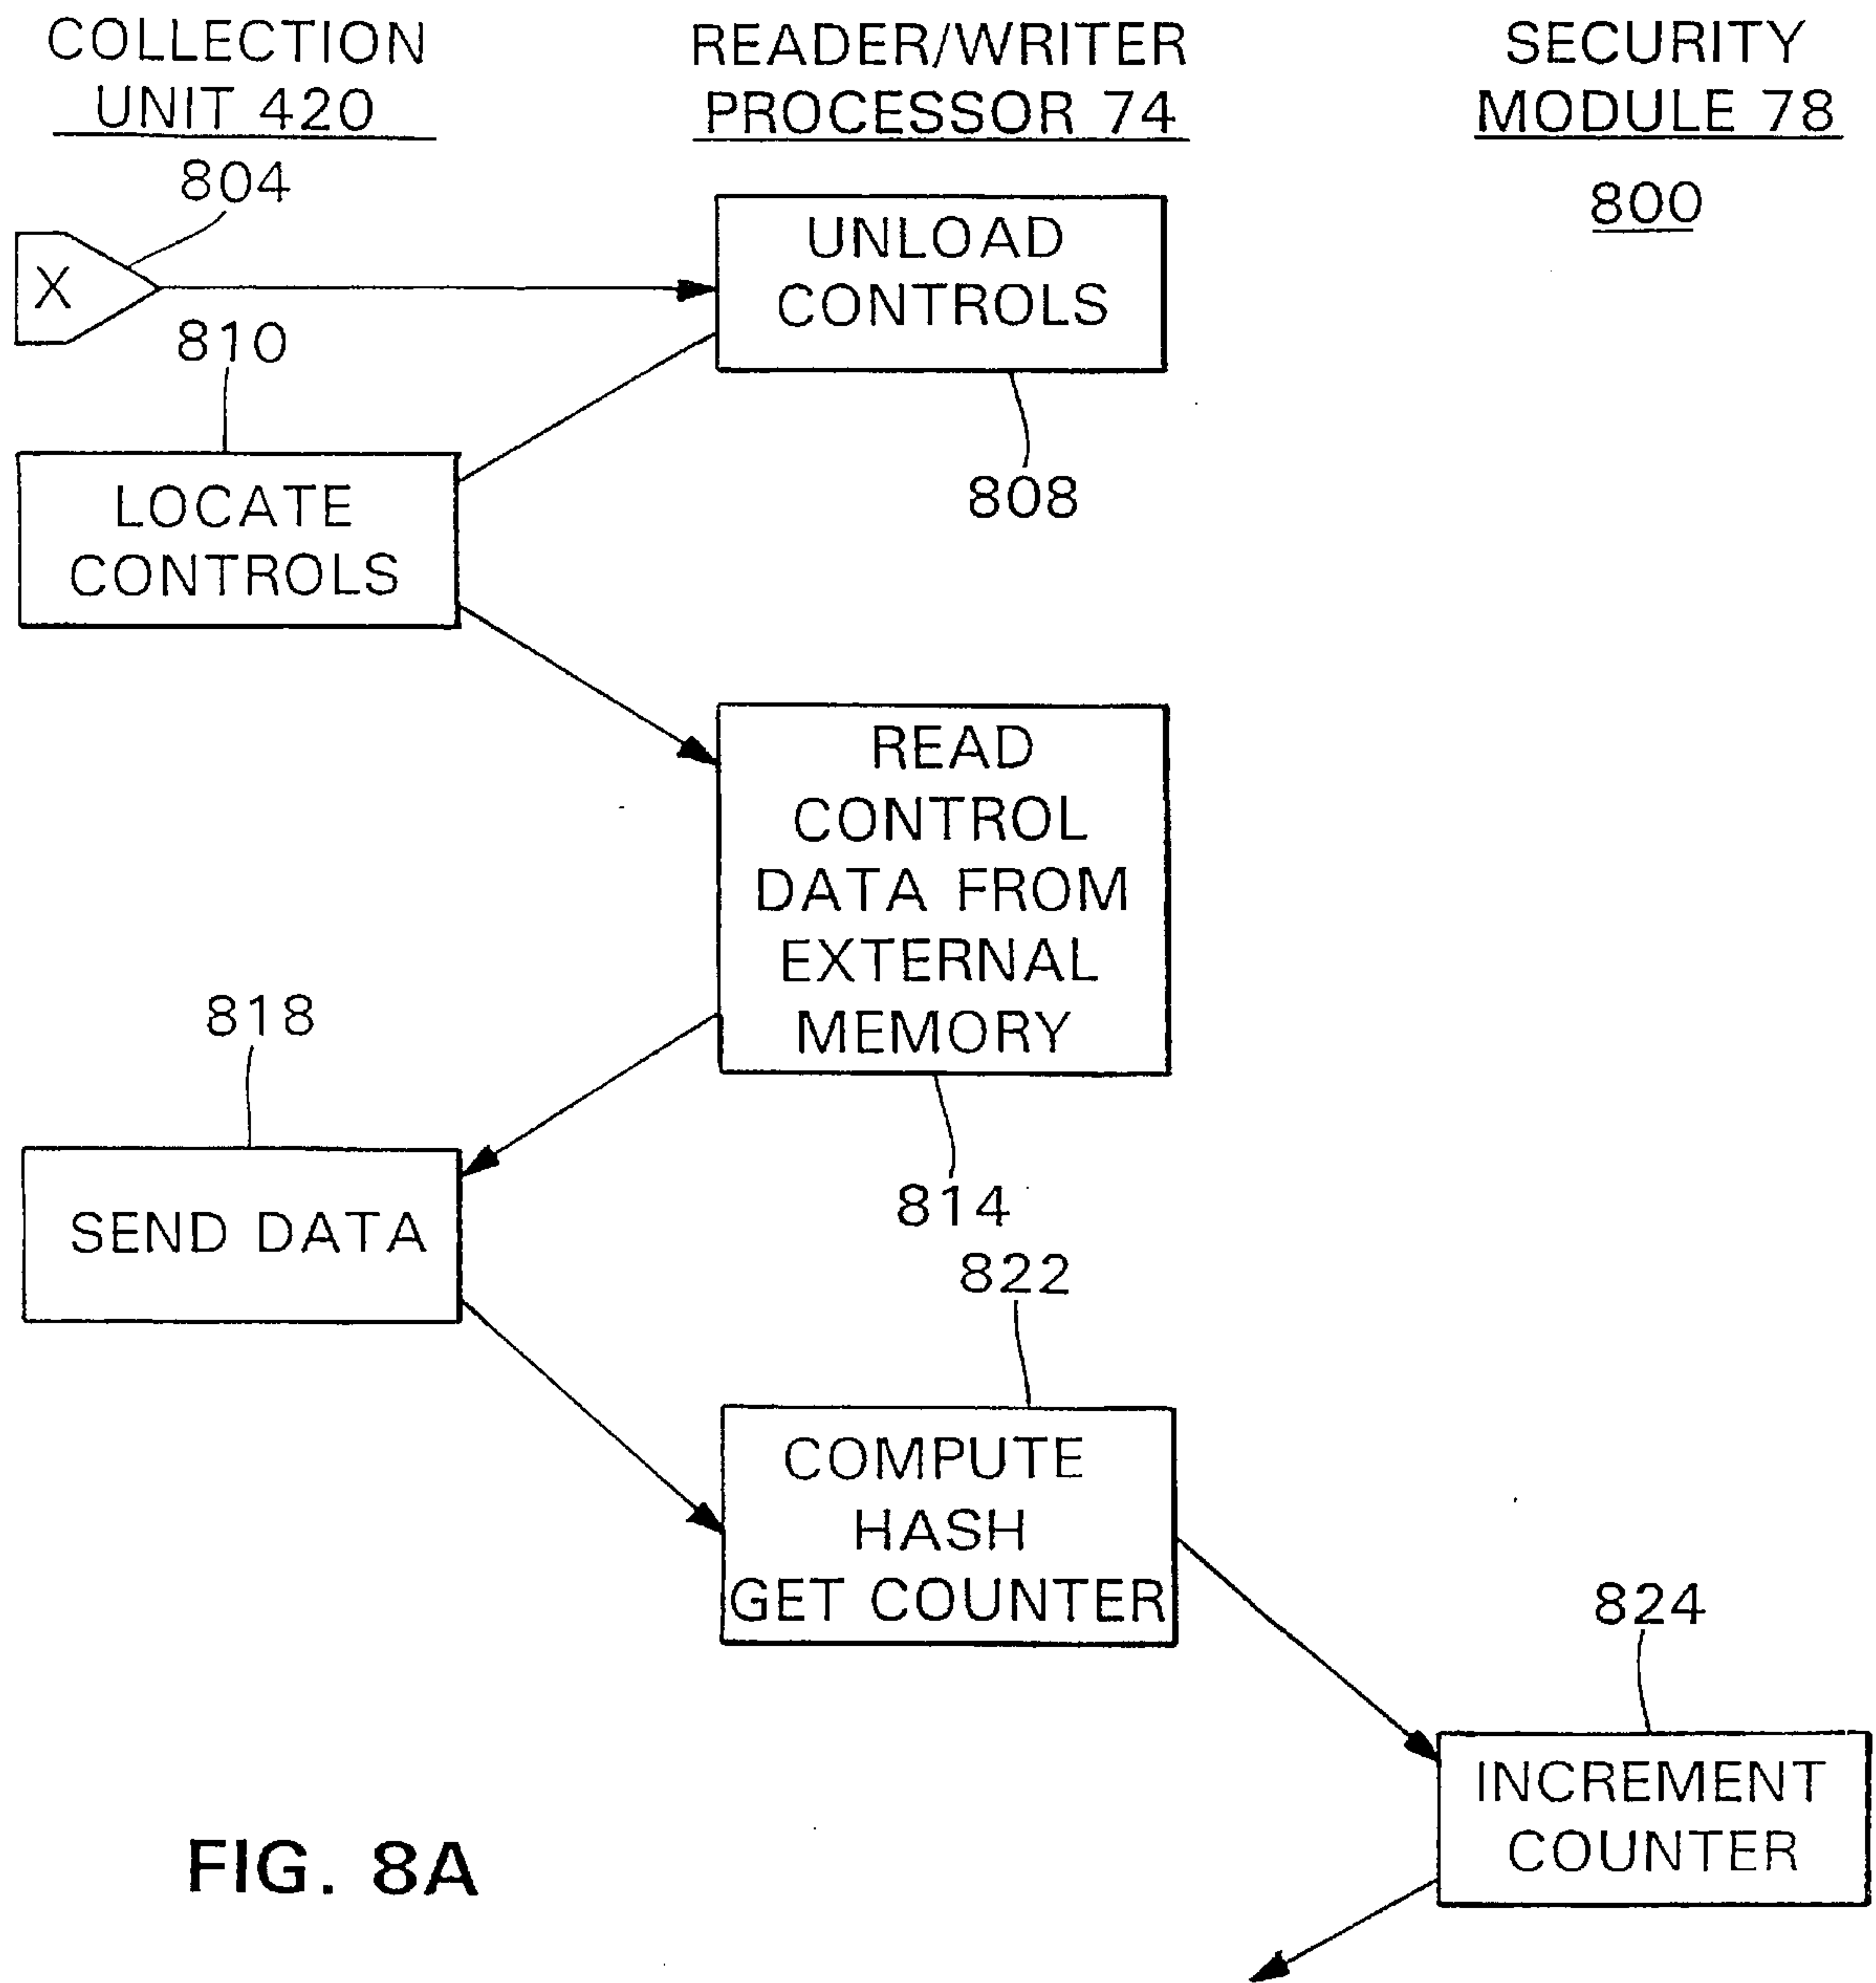 COLLECTION
UNIT 420
READER/WRITER
PROCESSOR 74
SECURITY
MODULE 78
800
804
X
UNLOAD
CONTROLS
808
810
LOCATE
CONTROLS
READ
CONTROL
DATA FROM
EXTERNAL
MEMORY
814
818
SEND DATA
822
COMPUTE
HASH
GET COUNTER
824
INCREMENT
COUNTER
FIG. 8A